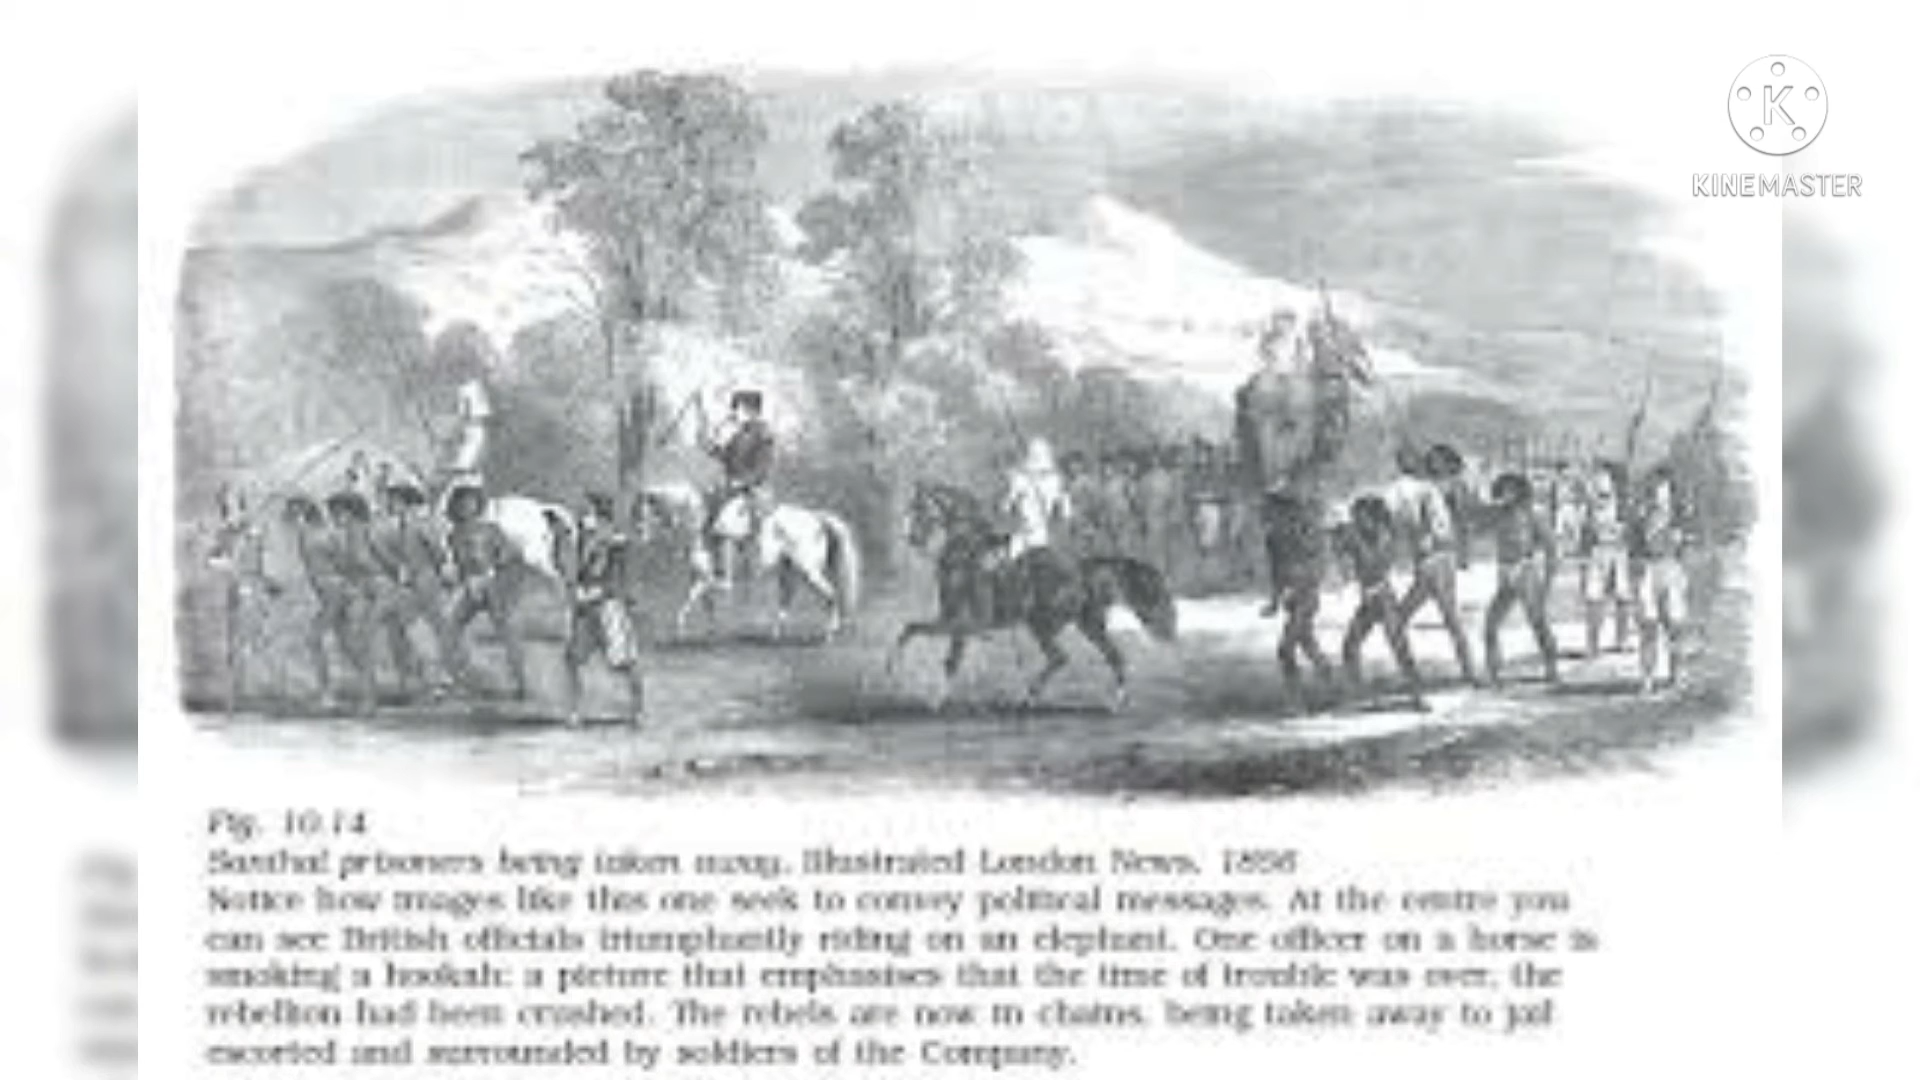 K
KINEMASTER
Fig. 10.14
Santhal prisoners being taken away, Illustrated London News, 1856
Notice how images like this one seek to convey political messages. At the centre you
can see British officials triumphantly riding on an elephant. One officer on a horse is
smoking a hookah: a picture that emphasises that the time of trouble was over, the
rebellion had been crushed. The rebels are now in chains, being taken away to jail
escorted and surrounded by soldiers of the Company.